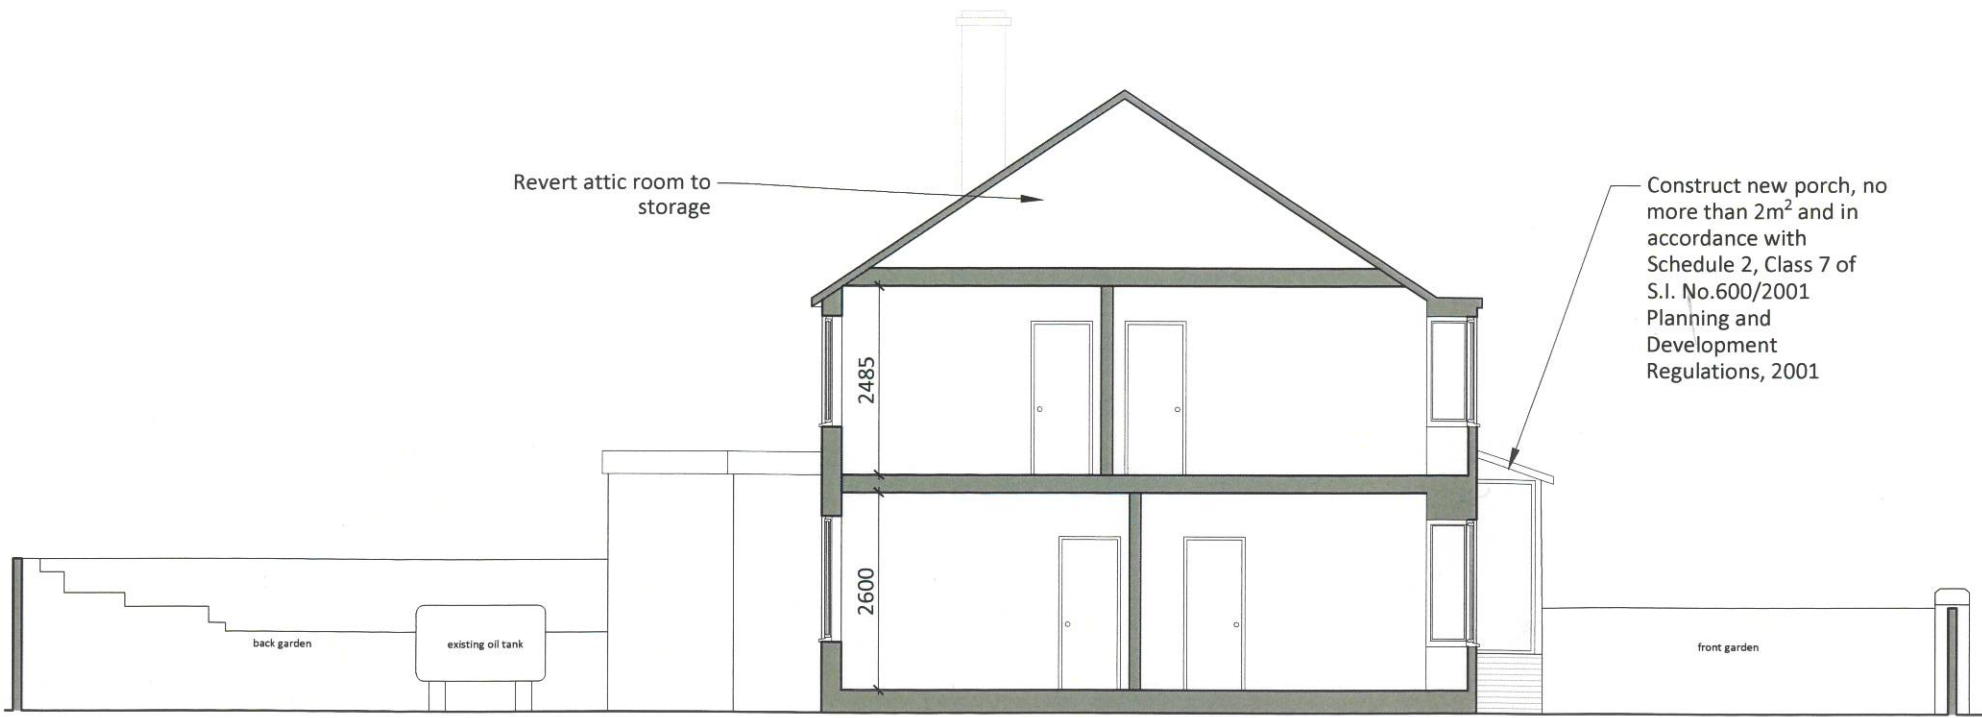 Revert attic room to
storage
Construct new porch, no
more than 2m² and in
accordance with
Schedule 2, Class 7 of
S.I. No.600/2001
Planning and
Development
Regulations, 2001
2485
2600
back garden
existing oil tank
front garden